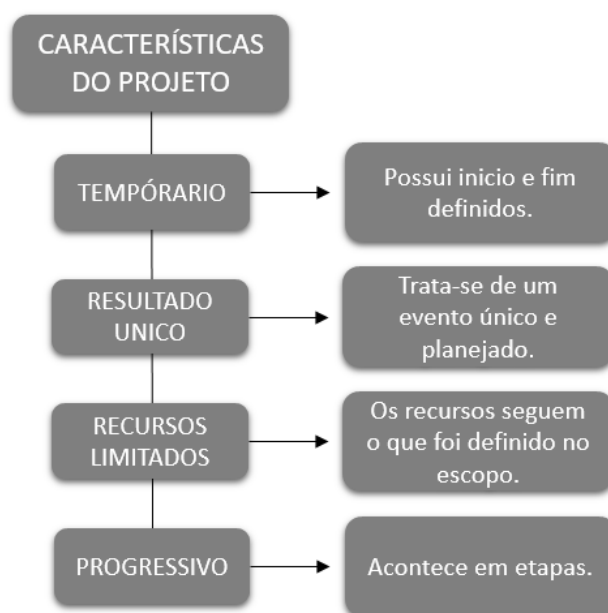 CARACTERÍSTICAS
DO PROJETO
TEMPÓRARIO
Possui inicio e fim
definidos.
RESULTADO
UNICO
Trata-se de um
evento único e
planejado.
RECURSOS
LIMITADOS
Os recursos seguem
o que foi definido no
escopo.
PROGRESSIVO
Acontece em etapas.